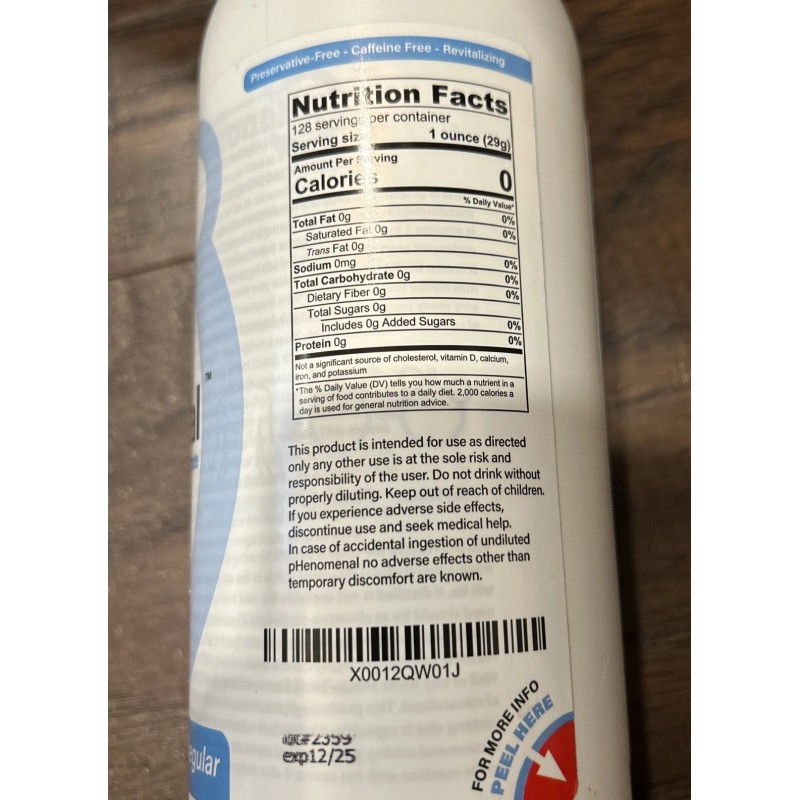 Preservative-Free - Caffeine Free - Revitalizing
Nutrition Facts
128 servings per container
Serving size 1 ounce (29g)
Amount Per Serving
Calories 0
% Daily Value*
Total Fat 0g 0%
Saturated Fat 0g 0%
Trans Fat 0g
Sodium 0mg 0%
Total Carbohydrate 0g 0%
Dietary Fiber 0g 0%
Total Sugars 0g
Includes 0g Added Sugars 0%
Protein 0g 0%
Not a significant source of cholesterol, vitamin D, calcium,
iron, and potassium
*The % Daily Value (DV) tells you how much a nutrient in a
serving of food contributes to a daily diet. 2,000 calories a
day is used for general nutrition advice.
TM
This product is intended for use as directed
only any other use is at the sole risk and
responsibility of the user. Do not drink without
properly diluting. Keep out of reach of children.
If you experience adverse side effects,
discontinue use and seek medical help.
In case of accidental ingestion of undiluted
pHenomenal no adverse effects other than
temporary discomfort are known.
X0012QW01J
2359
exp12/25
FOR MORE INFO
PEEL HERE